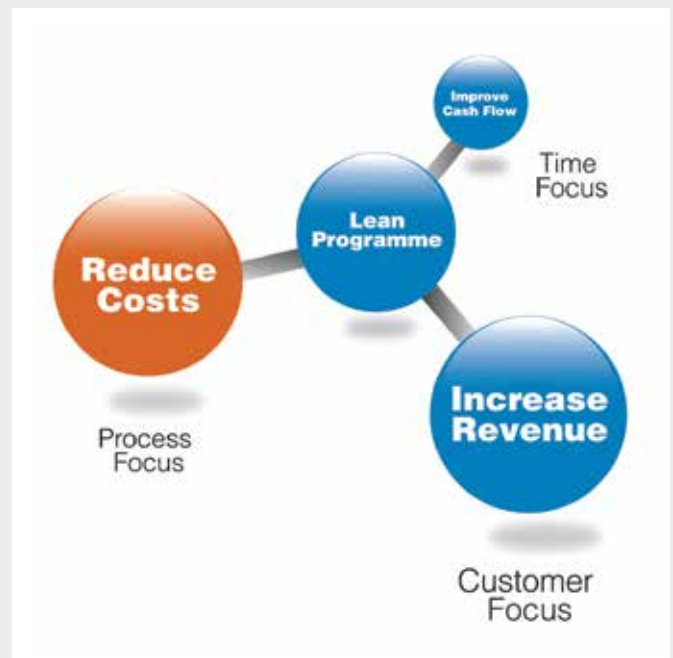 Improve
Cash Flow
Time
Focus
Lean
Programme
Reduce
Costs
Process
Focus
Increase
Revenue
Customer
Focus